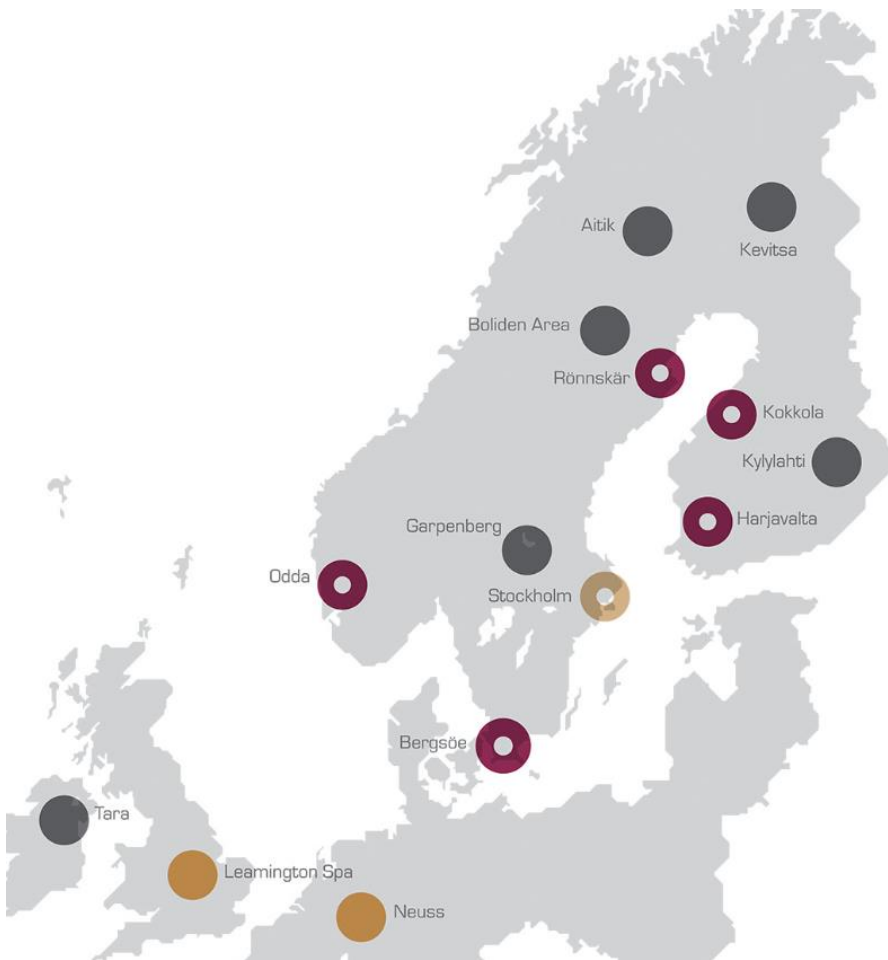 Aitik
Kevitsa
Boliden Area
Rönnskär
Kokkola
Kylylahti
Harjavalta
Garpenberg
Odda
Stockholm
Bergsöe
Tara
Leamington Spa
Neuss